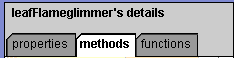 leafFlameglimmer's details
properties methods functions